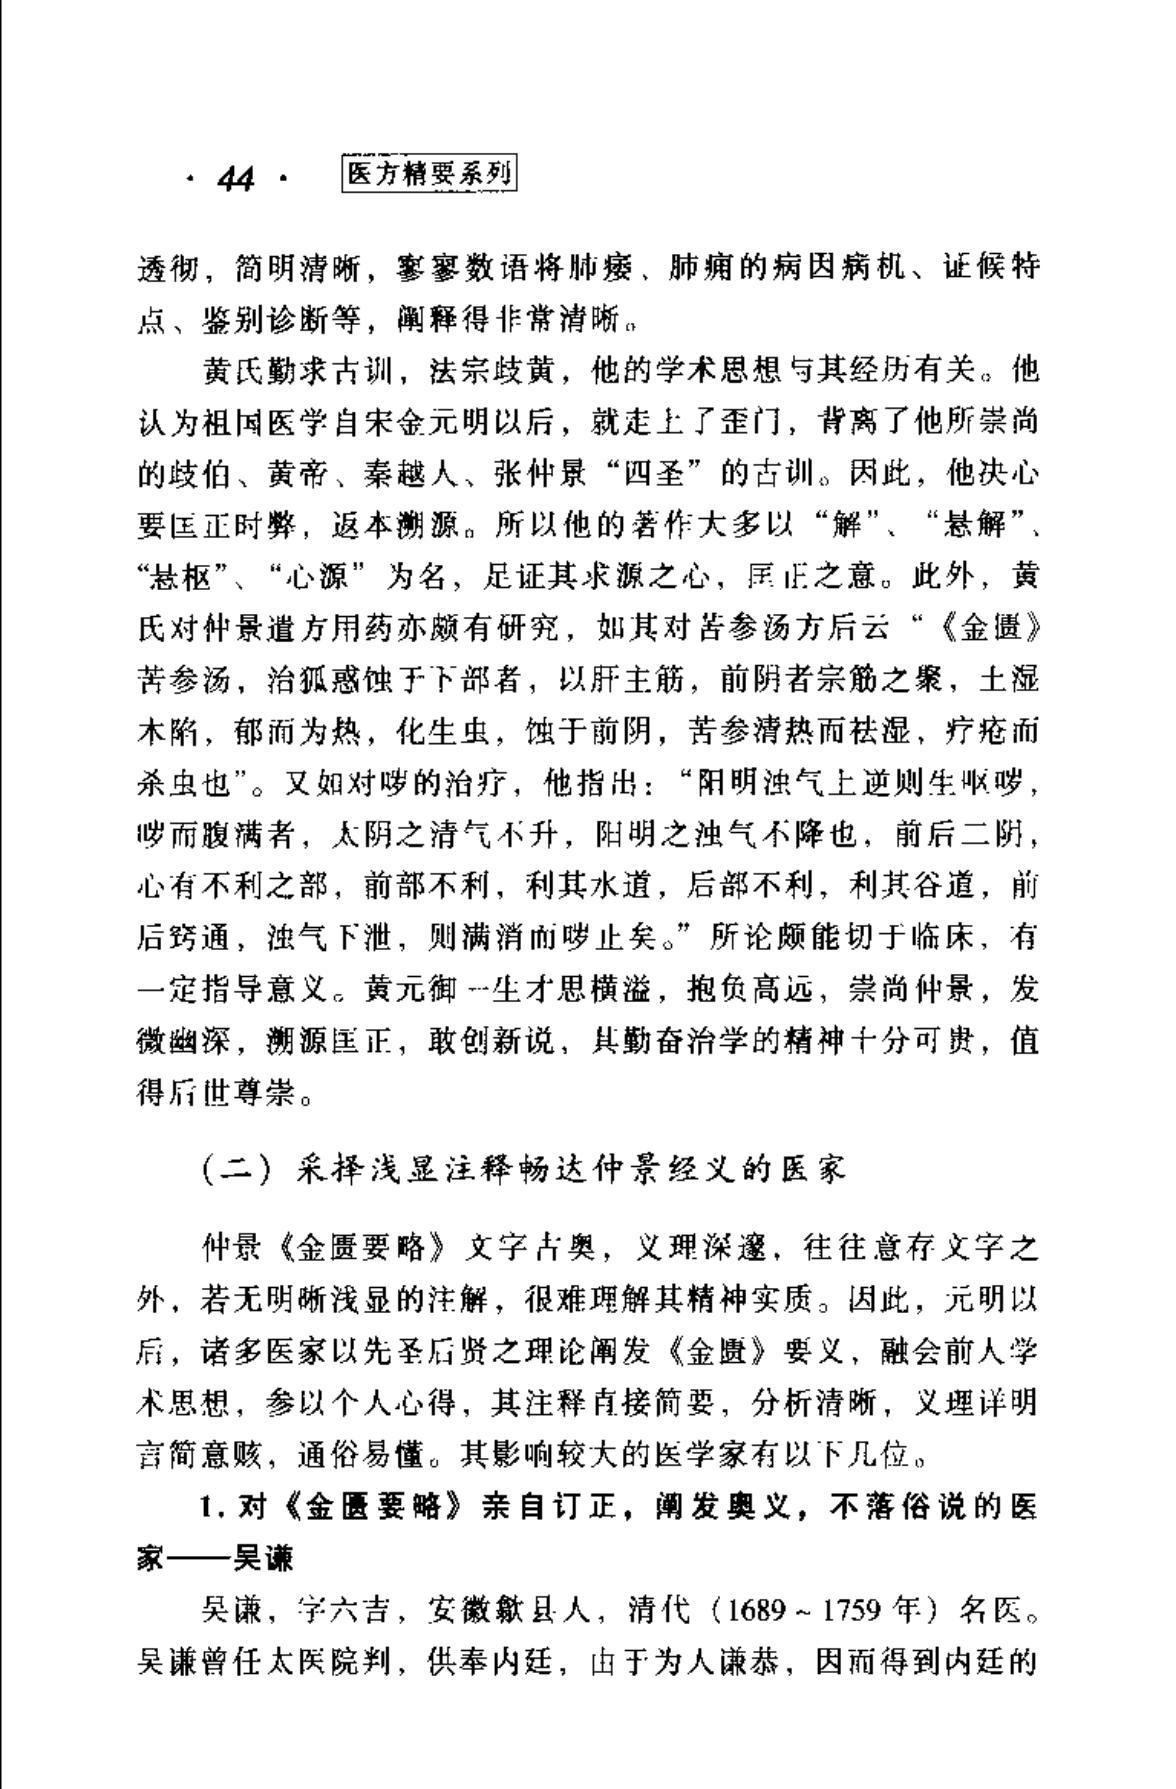 · 44 · 医方精要系列
透彻，简明清晰，寥寥数语将肺痿、肺痈的病因病机、证候特
点、鉴别诊断等，阐释得非常清晰。
黄氏勤求古训，法宗歧黄，他的学术思想与其经历有关。他
认为祖国医学自宋金元明以后，就走上了歪门，背离了他所崇尚
的歧伯、黄帝、秦越人、张仲景“四圣”的古训。因此，他决心
要匡正时弊，返本溯源。所以他的著作大多以“解”、“悬解”、
“悬枢”、“心源”为名，足证其求源之心，匡正之意。此外，黄
氏对仲景遣方用药亦颇有研究，如其对苦参汤方后云“《金匮》
苦参汤，治狐惑蚀于下部者，以肝主筋，前阴者宗筋之聚，土湿
木陷，郁而为热，化生虫，蚀于前阴，苦参清热而祛湿，疗疮而
杀虫也”。又如对哕的治疗，他指出：“阳明浊气上逆则生呕哕，
哕而腹满者，太阴之清气不升，阳明之浊气不降也，前后二阴，
心有不利之部，前部不利，利其水道，后部不利，利其谷道，前
后窍通，浊气下泄，则满消而哕止矣。”所论颇能切于临床，有
一定指导意义。黄元御一生才思横溢，抱负高远，崇尚仲景，发
微幽深，溯源匡正，敢创新说，其勤奋治学的精神十分可贵，值
得后世尊崇。
（二）采择浅显注释畅达仲景经义的医家
仲景《金匮要略》文字古奥，义理深邃，往往意存文字之
外，若无明晰浅显的注解，很难理解其精神实质。因此，元明以
后，诸多医家以先圣后贤之理论阐发《金匮》要义，融会前人学
术思想，参以个人心得，其注释直接简要，分析清晰，义理详明
言简意赅，通俗易懂。其影响较大的医学家有以下几位。
1. 对《金匮要略》亲自订正，阐发奥义，不落俗说的医
家——吴谦
吴谦，字六吉，安徽歙县人，清代（1689～1759年）名医。
吴谦曾任太医院判，供奉内廷，由于为人谦恭，因而得到内廷的